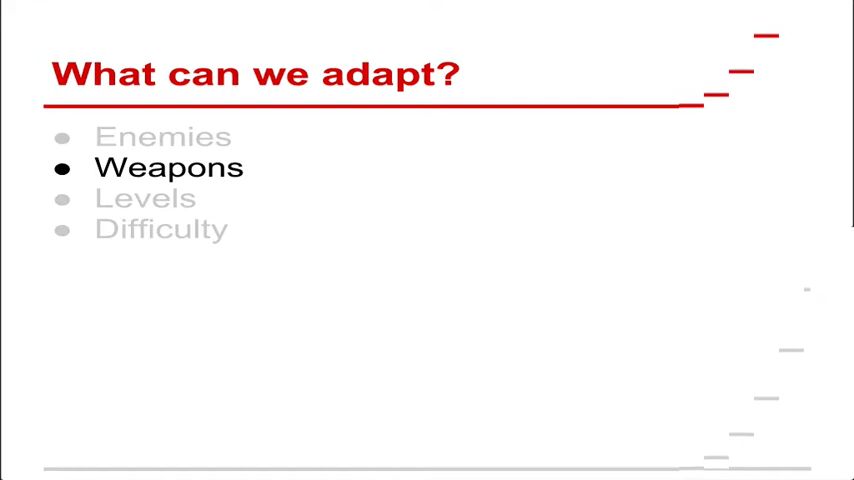 What can we adapt?
Enemies
Weapons
Levels
Difficulty